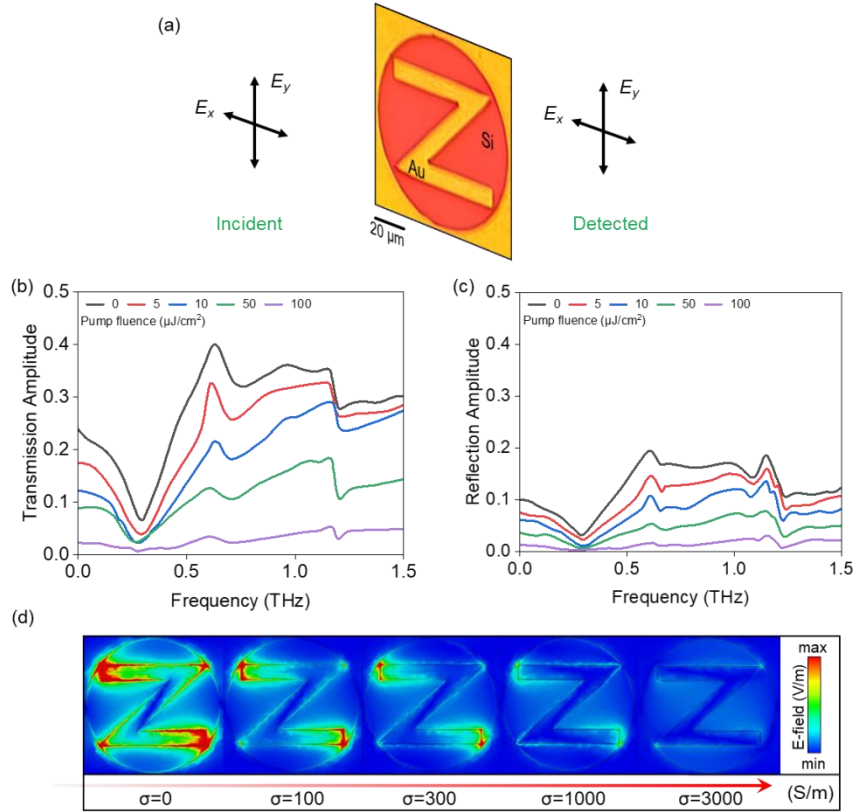 (a)
E_y
E_x
Si
Au
20 µm
E_y
E_x
Incident
Detected
(b)
0.5
0.4
0.3
0.2
0.1
0.0
Transmission Amplitude
0 5 10 50 100
Pump fluence (µJ/cm²)
0.0 0.5 1.0 1.5
Frequency (THz)
(c)
0.5
0.4
0.3
0.2
0.1
0.0
Reflection Amplitude
0 5 10 50 100
Pump fluence (µJ/cm²)
0.0 0.5 1.0 1.5
Frequency (THz)
(d)
max
E-field (V/m)
min
σ=0 σ=100 σ=300 σ=1000 σ=3000 (S/m)